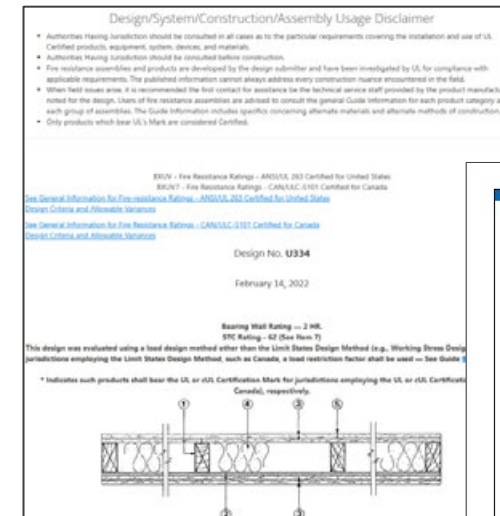 Design/System/Construction/Assembly Usage Disclaimer
• Authorities Having Jurisdiction should be consulted in all cases as to the particular requirements covering the installation and use of UL
Certified products, equipment, system, devices, and materials.
• Authorities Having Jurisdiction should be consulted before construction.
• Fire resistance assemblies and products are developed by the design submitter and have been investigated by UL for compliance with
applicable requirements. The published information cannot always address every construction nuance encountered in the field.
• When field issues arise, it is recommended the first contact for assistance be the technical service staff provided by the product manufactu
noted for the design. Users of fire resistance assemblies are advised to consult the general Guide Information for each product category a
each group of assemblies. The Guide Information includes specifics concerning alternate materials and alternate methods of construction.
• Only products which bear UL's Mark are considered Certified.
BXUV - Fire Resistance Ratings - ANSI/UL 263 Certified for United States
BXUV7 - Fire Resistance Ratings - CAN/ULC-S101 Certified for Canada
See General Information for Fire-resistance Ratings - ANSI/UL 263 Certified for United States
Design Criteria and Allowable Variances
See General Information for Fire Resistance Ratings - CAN/ULC-S101 Certified for Canada
Design Criteria and Allowable Variances
Design No. U334
February 14, 2022
Bearing Wall Rating — 2 HR.
STC Rating - 62 (See Item 7)
This design was evaluated using a load design method other than the Limit States Design Method (e.g., Working Stress Desig
jurisdictions employing the Limit States Design Method, such as Canada, a load restriction factor shall be used — See Guide
* Indicates such products shall bear the UL or cUL Certification Mark for jurisdictions employing the UL or cUL Certificati
Canada), respectively.
1 4 3 5
2 3